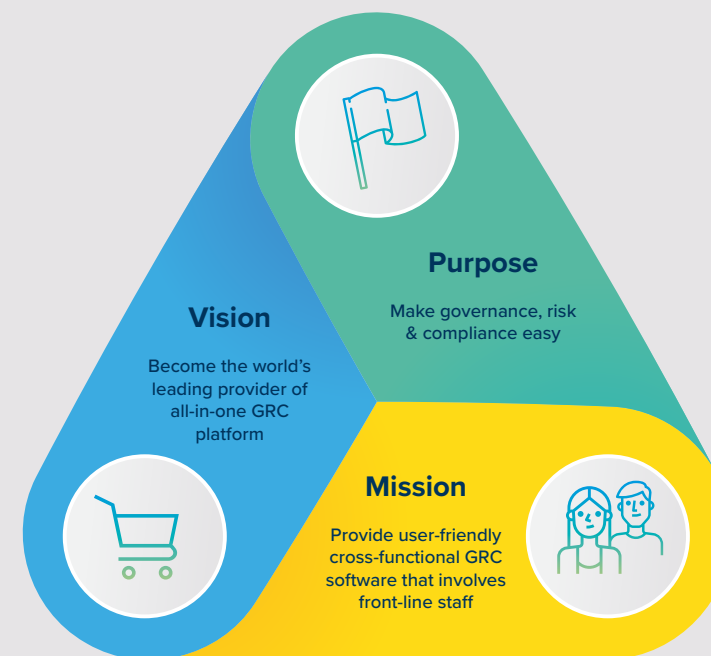 Purpose
Make governance, risk
& compliance easy
Vision
Become the world's
leading provider of
all-in-one GRC
platform
Mission
Provide user-friendly
cross-functional GRC
software that involves
front-line staff